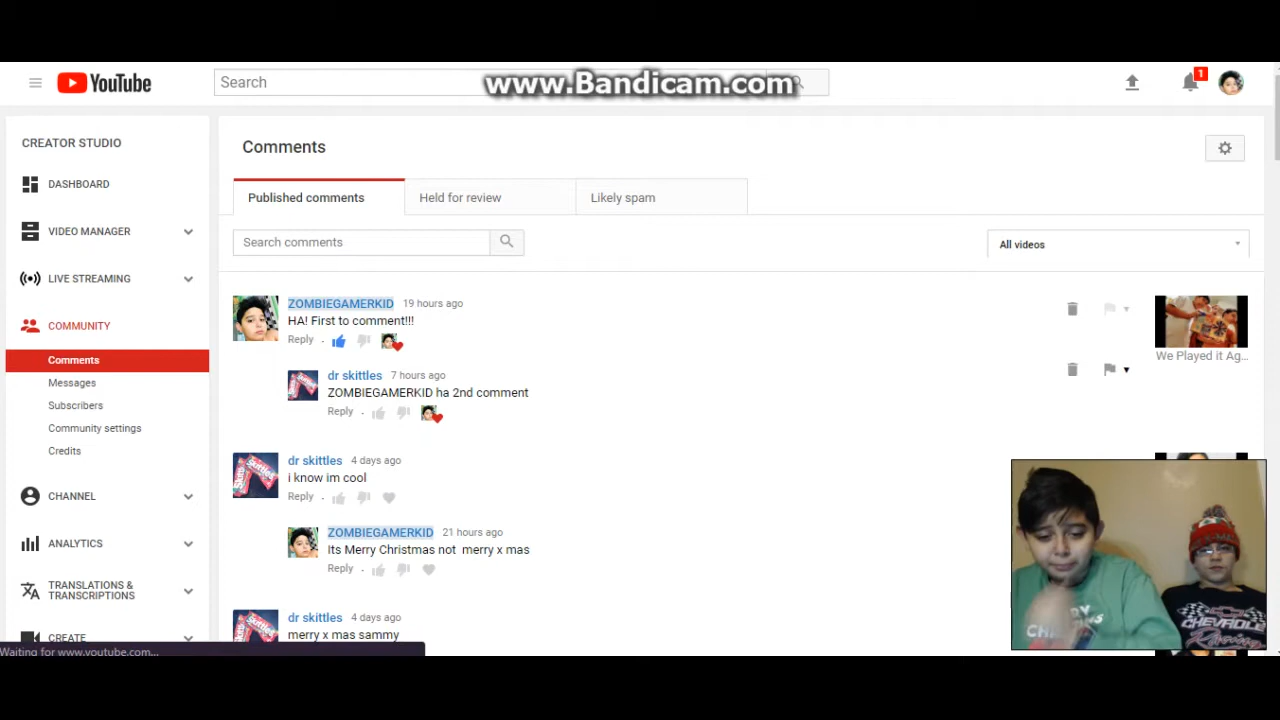 www.Bandicam.com
YouTube
Search
1
CREATOR STUDIO
DASHBOARD
VIDEO MANAGER
LIVE STREAMING
COMMUNITY
Comments
Messages
Subscribers
Community settings
Credits
CHANNEL
ANALYTICS
TRANSLATIONS &
TRANSCRIPTIONS
CREATE
Waiting for www.youtube.com...
Comments
Published comments
Held for review
Likely spam
Search comments
All videos
ZOMBIEGAMERKID 19 hours ago
HA! First to comment!!!
Reply
We Played it Ag...
dr skittles 7 hours ago
ZOMBIEGAMERKID ha 2nd comment
Reply
dr skittles 4 days ago
i know im cool
Reply
ZOMBIEGAMERKID 21 hours ago
Its Merry Christmas not merry x mas
Reply
dr skittles 4 days ago
merry x mas sammy
CHEVROLET
Racing